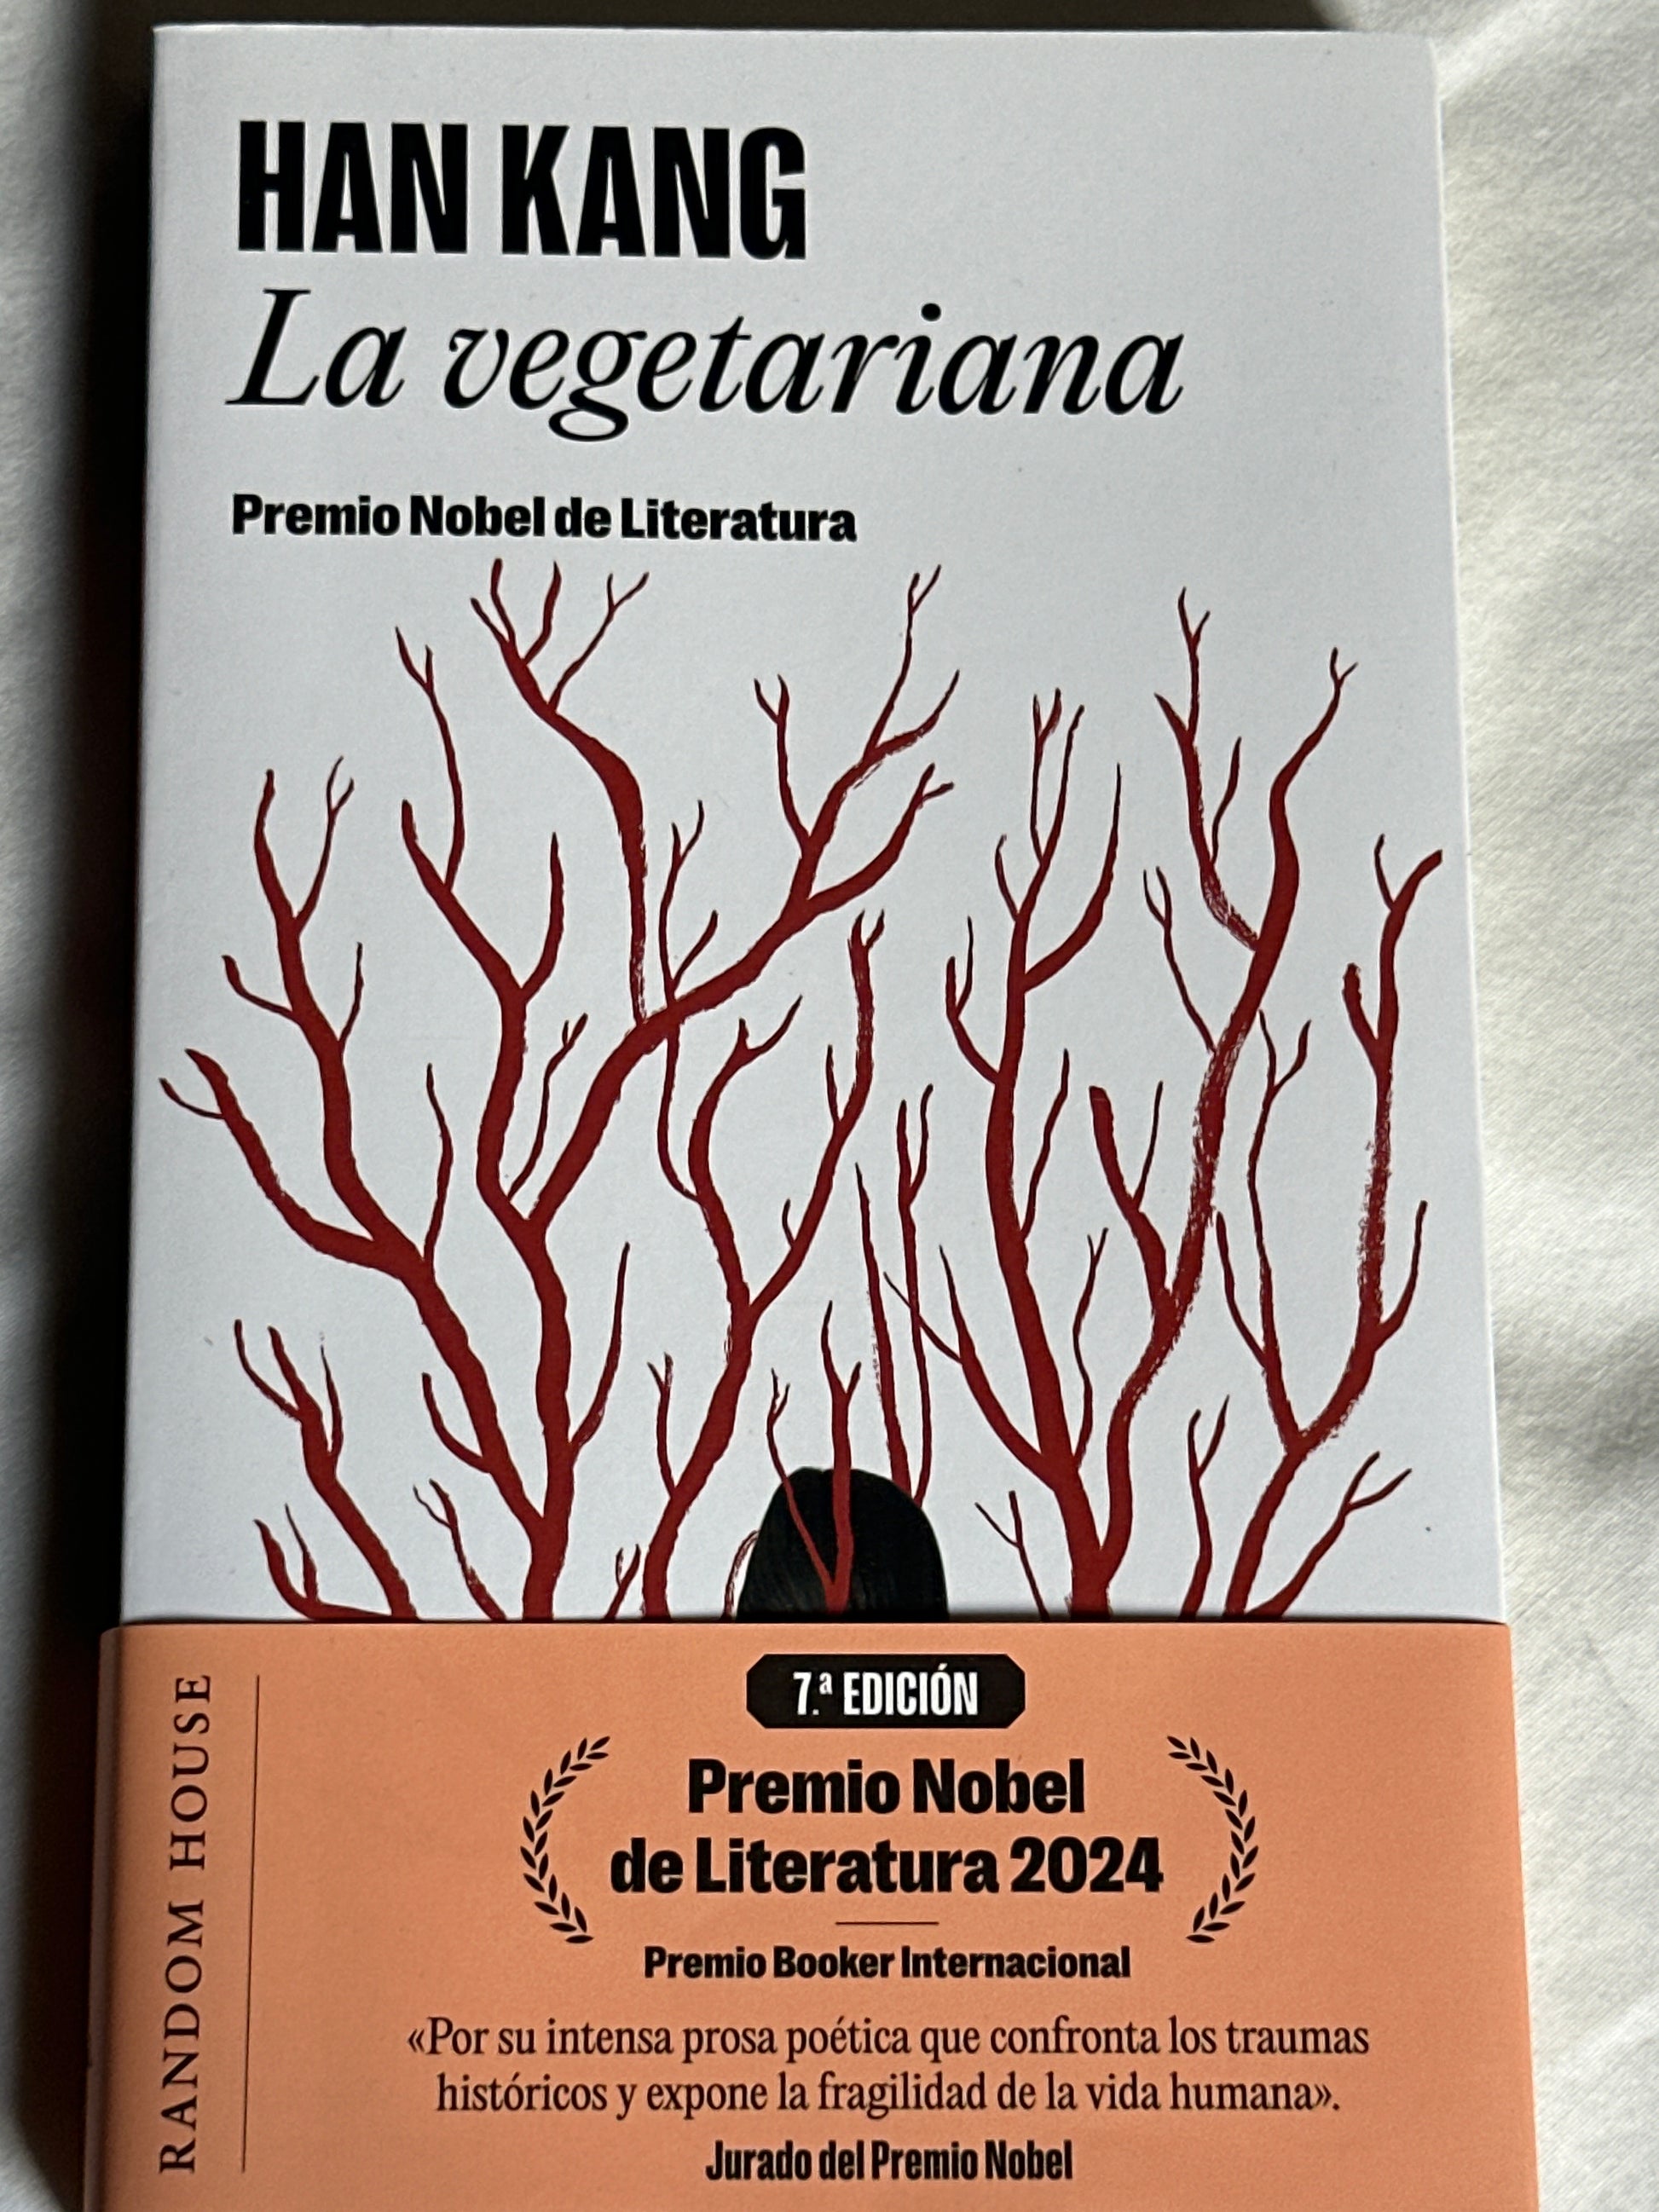 HAN KANG
La vegetariana
Premio Nobel de Literatura
RANDOM HOUSE
7.ª EDICIÓN
Premio Nobel
de Literatura 2024
Premio Booker Internacional
«Por su intensa prosa poética que confronta los traumas
históricos y expone la fragilidad de la vida humana».
Jurado del Premio Nobel